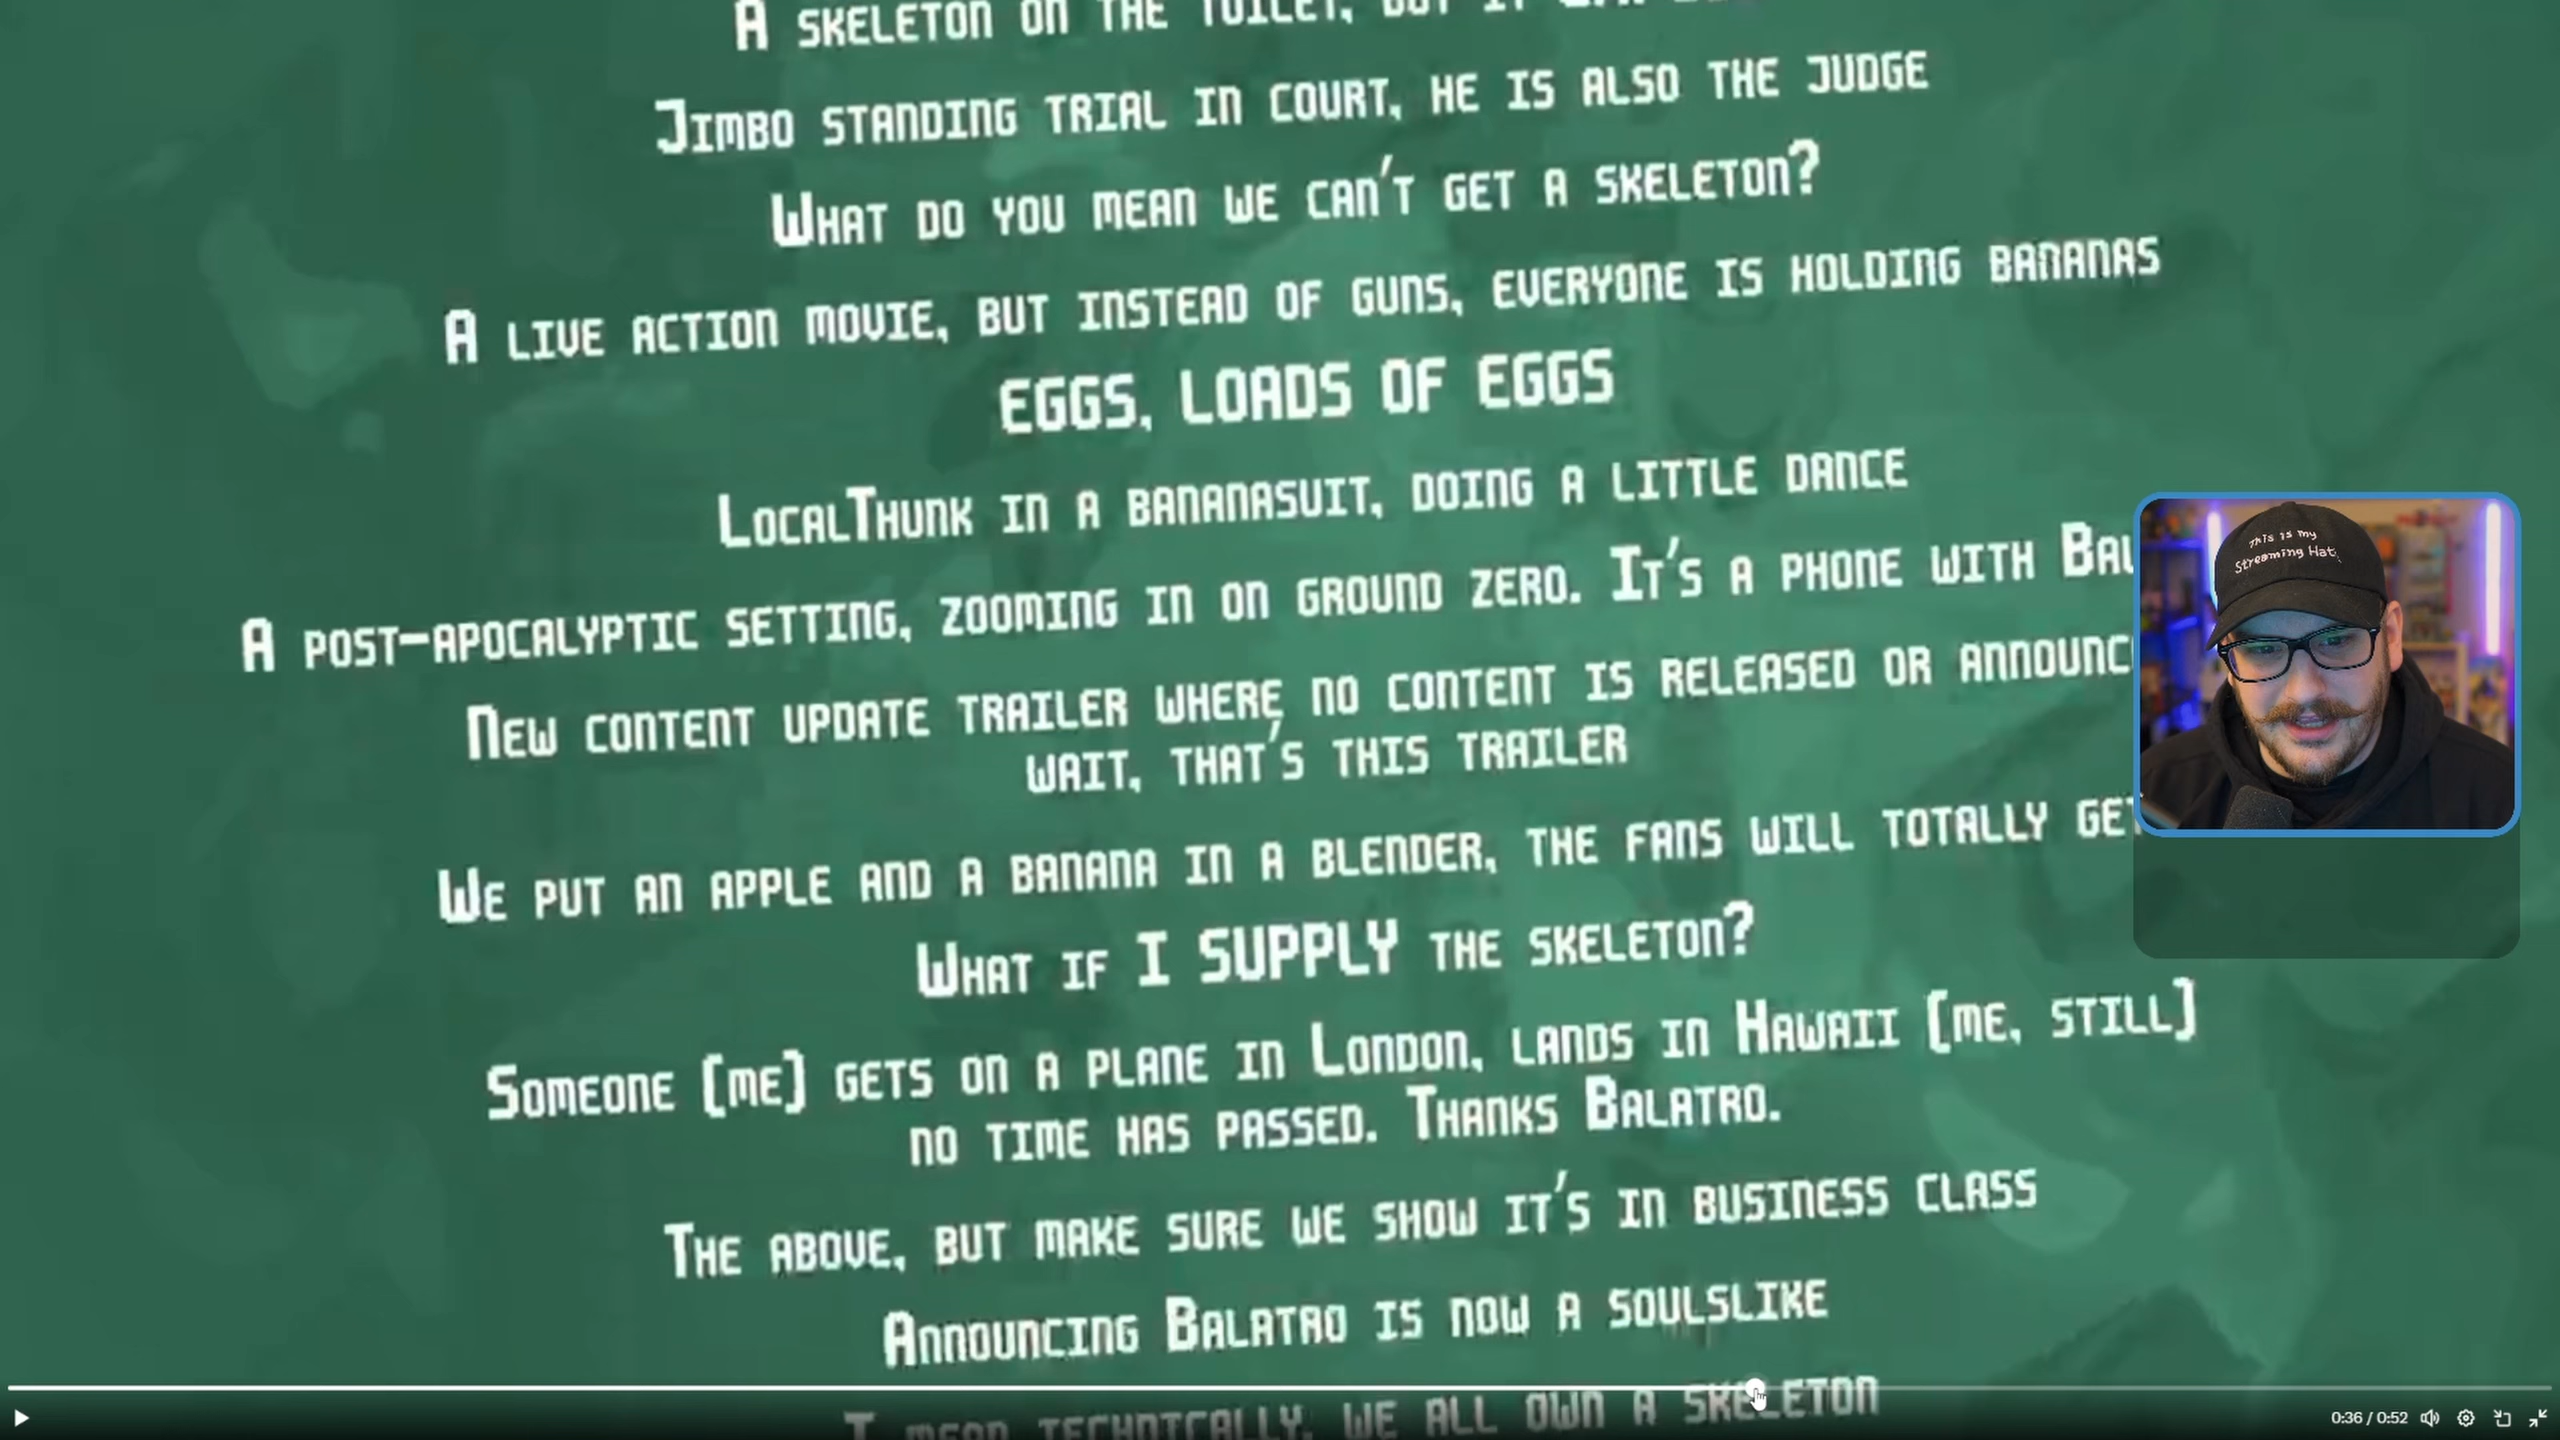 A SKELETON ON THE TOILET, BUT IT
JIMBO STANDING TRIAL IN COURT, HE IS ALSO THE JUDGE
WHAT DO YOU MEAN WE CAN'T GET A SKELETON?
A LIVE ACTION MOVIE, BUT INSTEAD OF GUNS, EVERYONE IS HOLDING BANANAS
EGGS, LOADS OF EGGS
LOCALTHUNK IN A BANANASUIT, DOING A LITTLE DANCE
A POST-APOCALYPTIC SETTING, ZOOMING IN ON GROUND ZERO. IT'S A PHONE WITH
NEW CONTENT UPDATE TRAILER WHERE NO CONTENT IS RELEASED OR
WAIT, THAT'S THIS TRAILER
WE PUT AN APPLE AND A BANANA IN A BLENDER, THE FANS WILL TOTALLY GET
WHAT IF I SUPPLY THE SKELETON?
SOMEONE [ME] GETS ON A PLANE IN LONDON, LANDS IN HAWAII [ME, STILL]
NO TIME HAS PASSED. THANKS BALATRO.
THE ABOVE, BUT MAKE SURE WE SHOW IT'S IN BUSINESS CLASS
ANNOUNCING BALATRO IS NOW A SOULSLIKE
I MEAN TECHNICALLY, WE ALL OWN A SKELETON
This is my
Streaming Hat
0:36 / 0:52